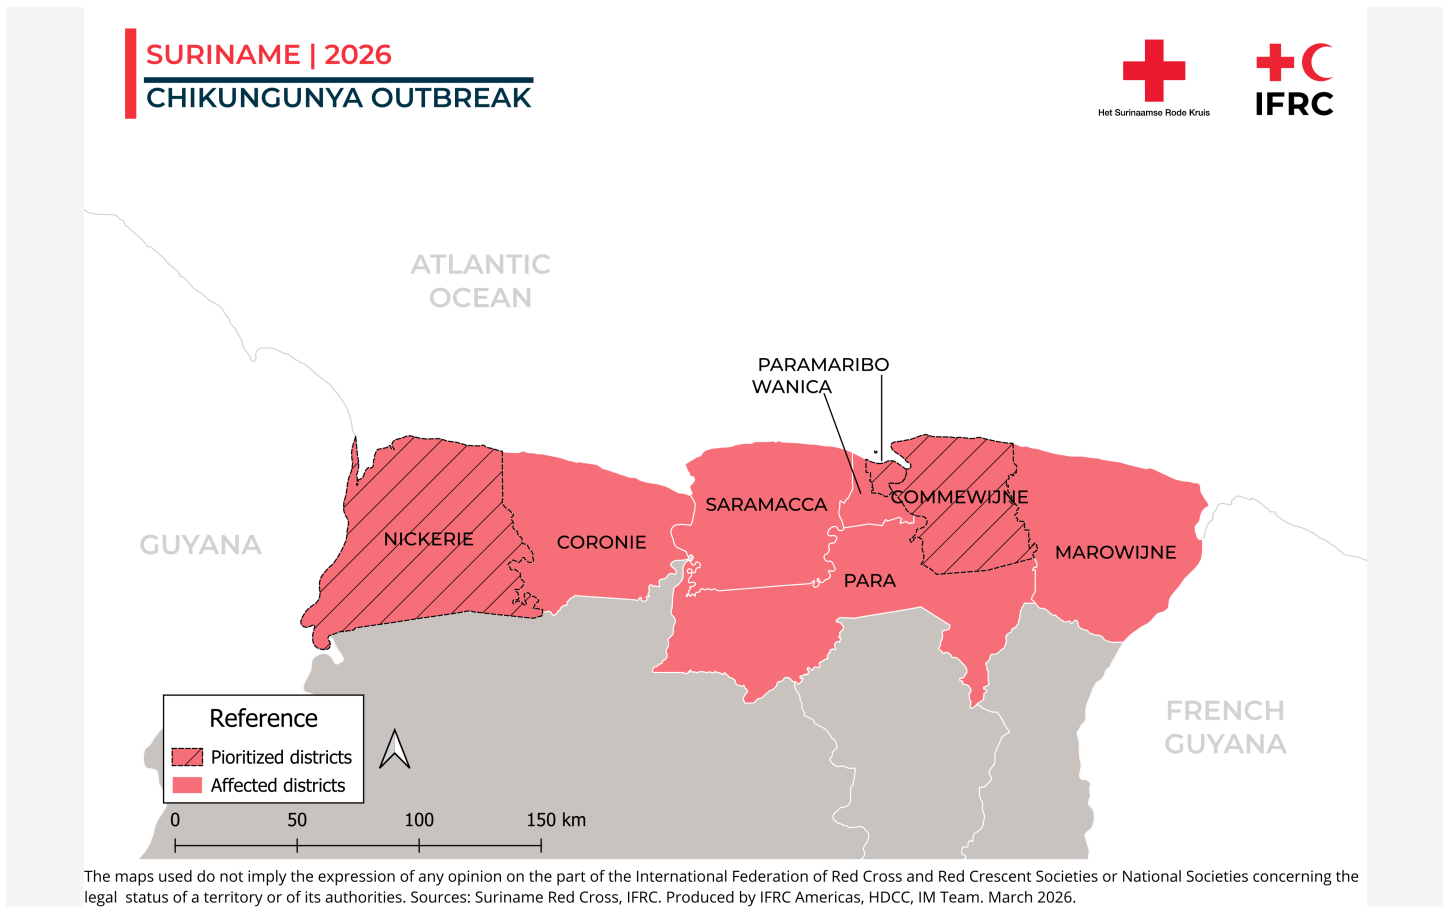 SURINAME | 2026
CHIKUNGUNYA OUTBREAK
Het Surinaamse Rode Kruis
IFRC
ATLANTIC
OCEAN
PARAMARIBO
WANICA
COMMEWIJNE
SARAMACCA
NICKERIE
CORONIE
GUYANA
MAROWIJNE
PARA
FRENCH
GUYANA
Reference
Pioritized districts
Affected districts
0 50 100 150 km
The maps used do not imply the expression of any opinion on the part of the International Federation of Red Cross and Red Crescent Societies or National Societies concerning the
legal status of a territory or of its authorities. Sources: Suriname Red Cross, IFRC. Produced by IFRC Americas, HDCC, IM Team. March 2026.